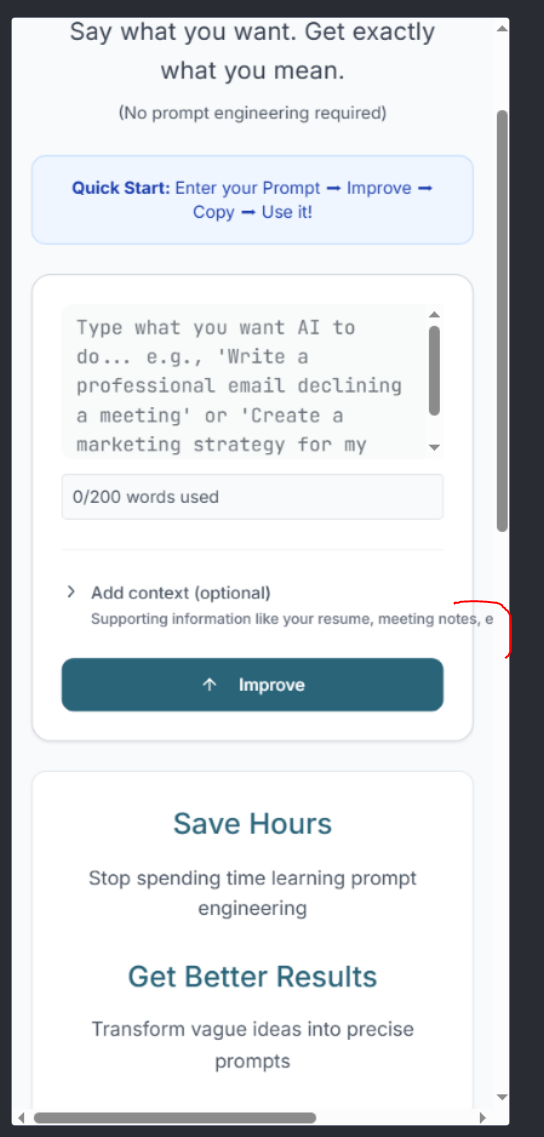 Say what you want. Get exactly
what you mean.
(No prompt engineering required)
Quick Start: Enter your Prompt ➞ Improve ➞
Copy ➞ Use it!
Type what you want AI to
do... e.g., 'Write a
professional email declining
a meeting' or 'Create a
marketing strategy for my
0/200 words used
Add context (optional)
Supporting information like your resume, meeting notes, e
↑ Improve
Save Hours
Stop spending time learning prompt
engineering
Get Better Results
Transform vague ideas into precise
prompts